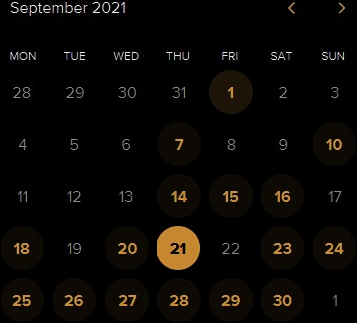 September 2021
MON TUE WED THU FRI SAT SUN
28 29 30 31 1 2 3
4 5 6 7 8 9 10
11 12 13 14 15 16 17
18 19 20 21 22 23 24
25 26 27 28 29 30 1